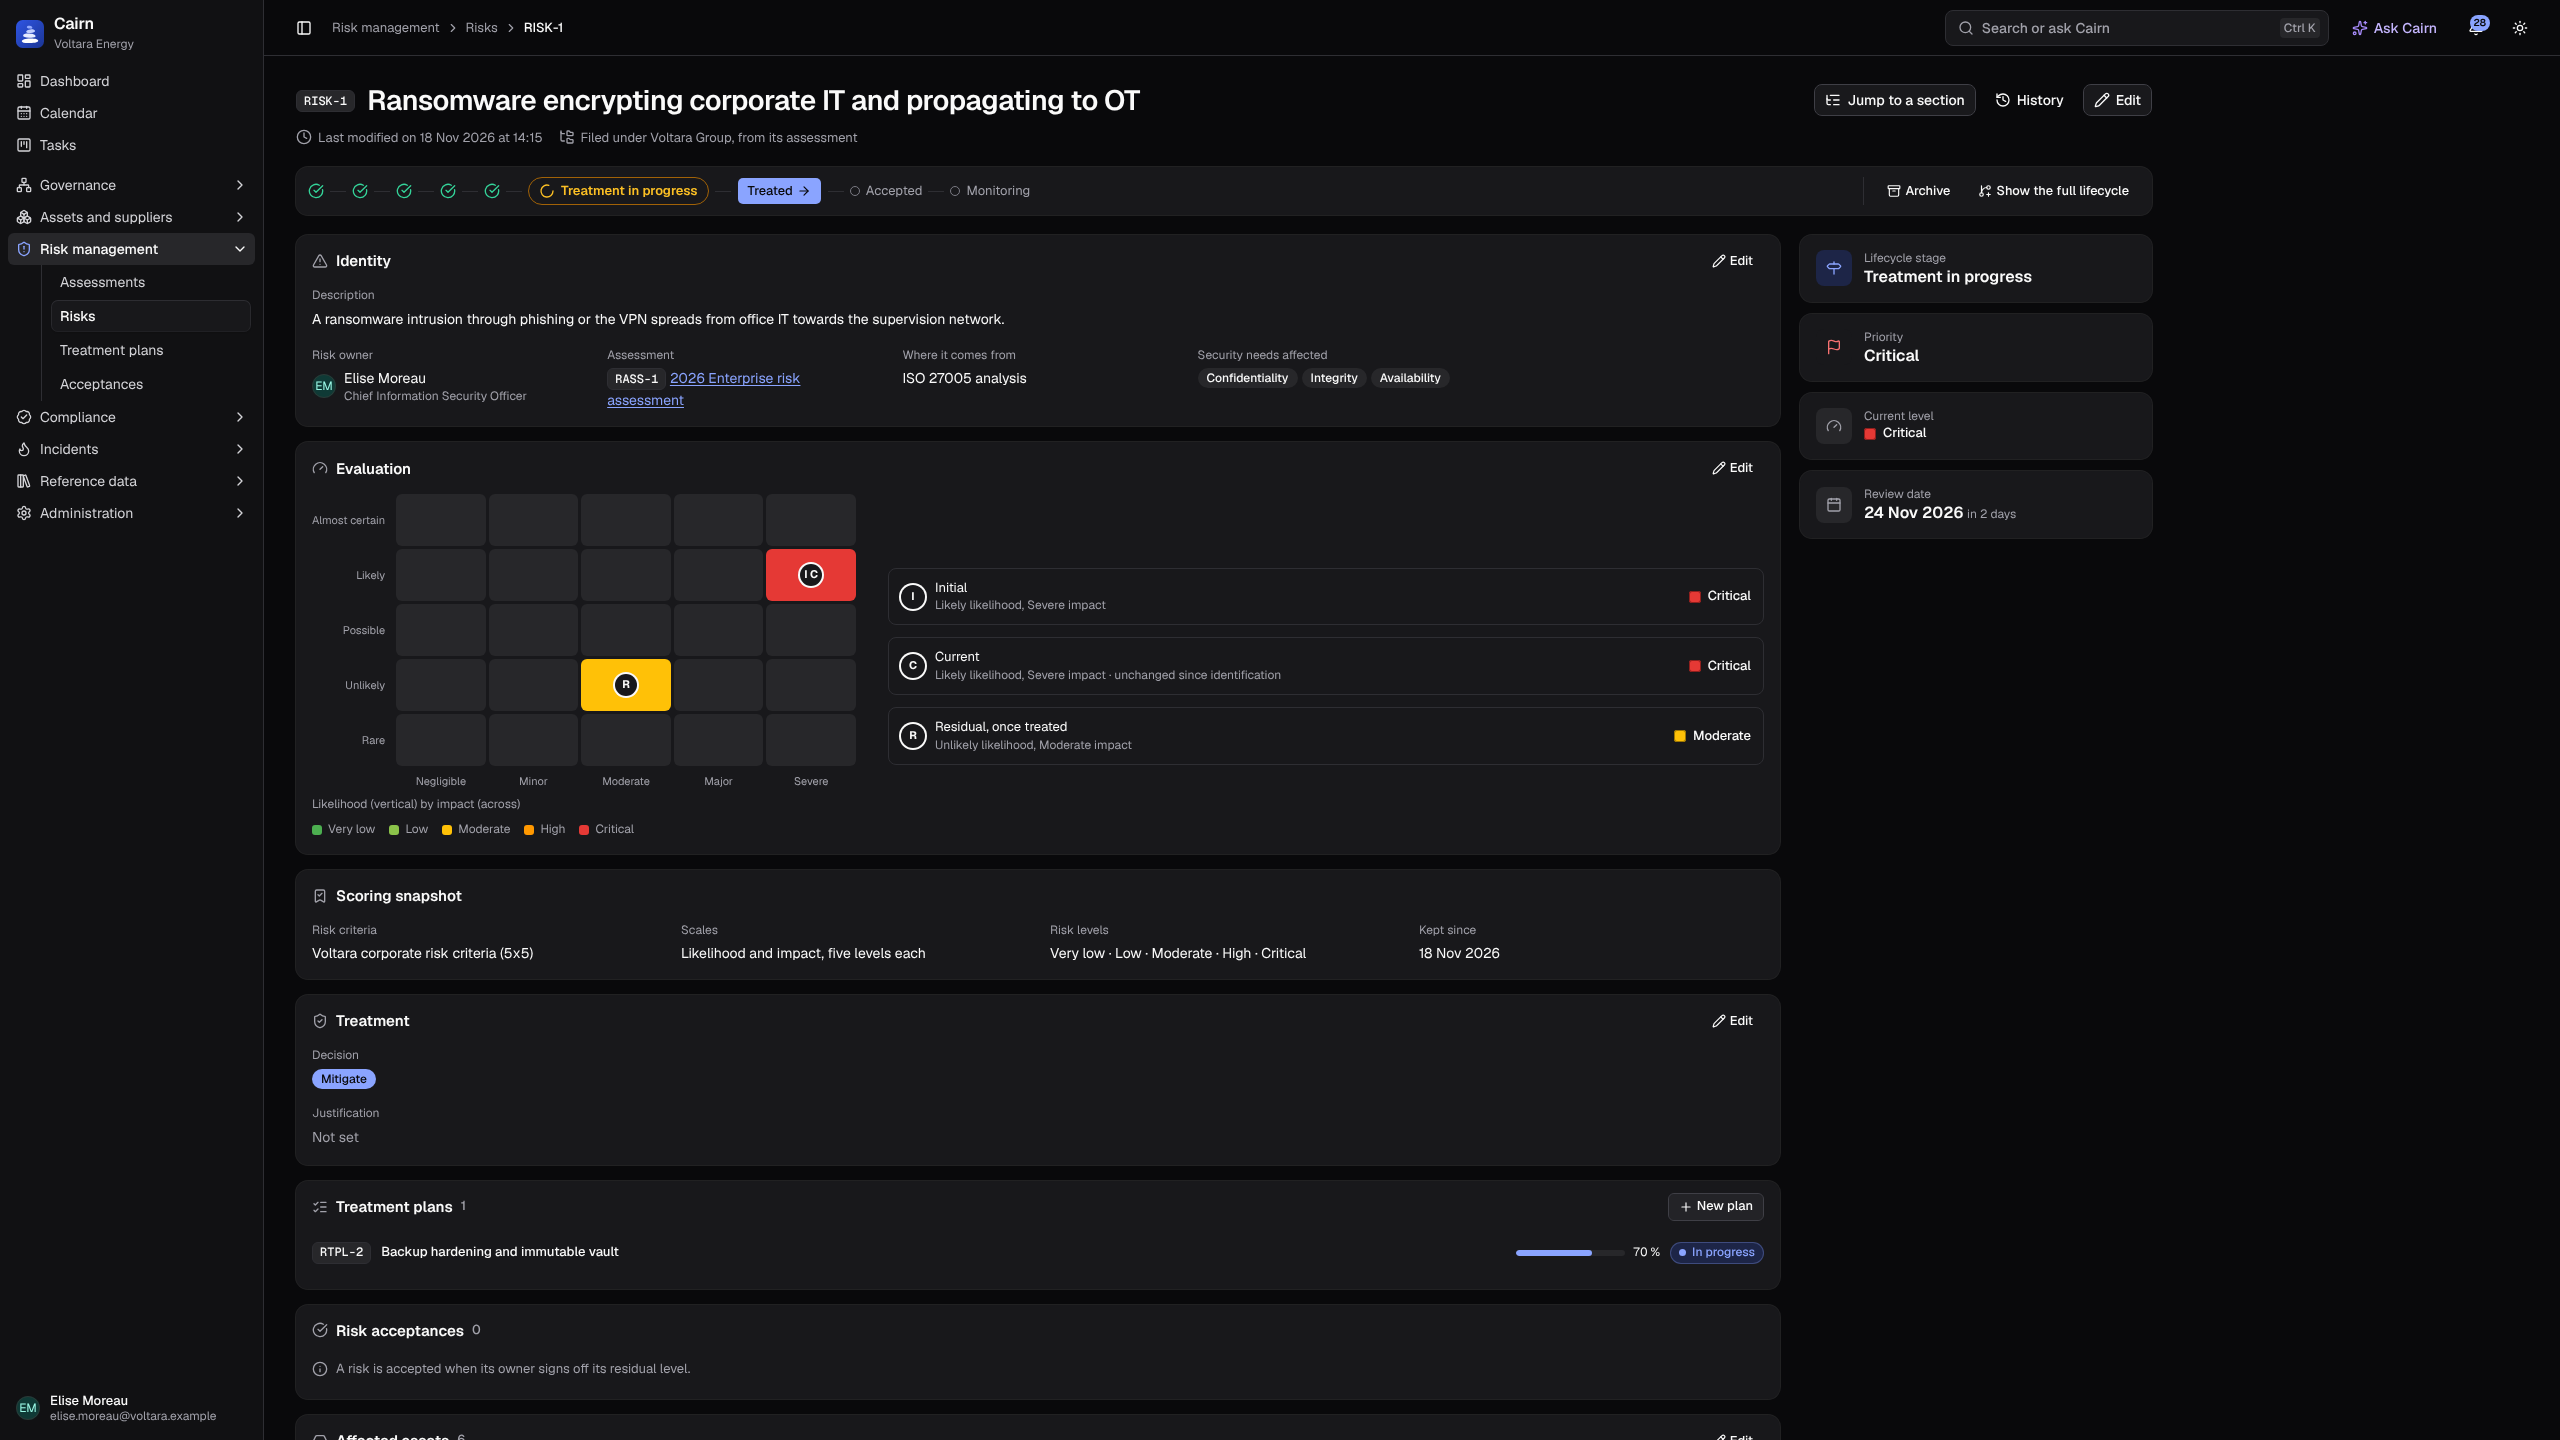 Cairn
Voltara Energy
Dashboard
Calendar
Tasks
Governance
Assets and suppliers
Risk management
Assessments
Risks
Treatment plans
Acceptances
Compliance
Incidents
Reference data
Administration
EM
Elise Moreau
elise.moreau@voltara.example
Risk management > Risks > RISK-1
Search or ask Cairn Ctrl K
Ask Cairn
28
RISK-1 Ransomware encrypting corporate IT and propagating to OT
Jump to a section History Edit
Last modified on 18 Nov 2026 at 14:15 Filed under Voltara Group, from its assessment
Treatment in progress Treated → Accepted Monitoring
Archive Show the full lifecycle
Identity Edit
Description
A ransomware intrusion through phishing or the VPN spreads from office IT towards the supervision network.
Risk owner
EM Elise Moreau
Chief Information Security Officer
Assessment
RASS-1 2026 Enterprise risk
assessment
Where it comes from
ISO 27005 analysis
Security needs affected
Confidentiality Integrity Availability
Lifecycle stage
Treatment in progress
Priority
Critical
Current level
Critical
Review date
24 Nov 2026 in 2 days
Evaluation Edit
Almost certain
Likely
I C
Possible
Unlikely
R
Rare
Negligible Minor Moderate Major Severe
Likelihood (vertical) by impact (across)
Very low Low Moderate High Critical
I Initial
Likely likelihood, Severe impact
Critical
C Current
Likely likelihood, Severe impact · unchanged since identification
Critical
R Residual, once treated
Unlikely likelihood, Moderate impact
Moderate
Scoring snapshot
Risk criteria
Voltara corporate risk criteria (5x5)
Scales
Likelihood and impact, five levels each
Risk levels
Very low · Low · Moderate · High · Critical
Kept since
18 Nov 2026
Treatment Edit
Decision
Mitigate
Justification
Not set
Treatment plans 1
New plan
RTPL-2 Backup hardening and immutable vault 70 % In progress
Risk acceptances 0
A risk is accepted when its owner signs off its residual level.
Affected assets 6
Edit